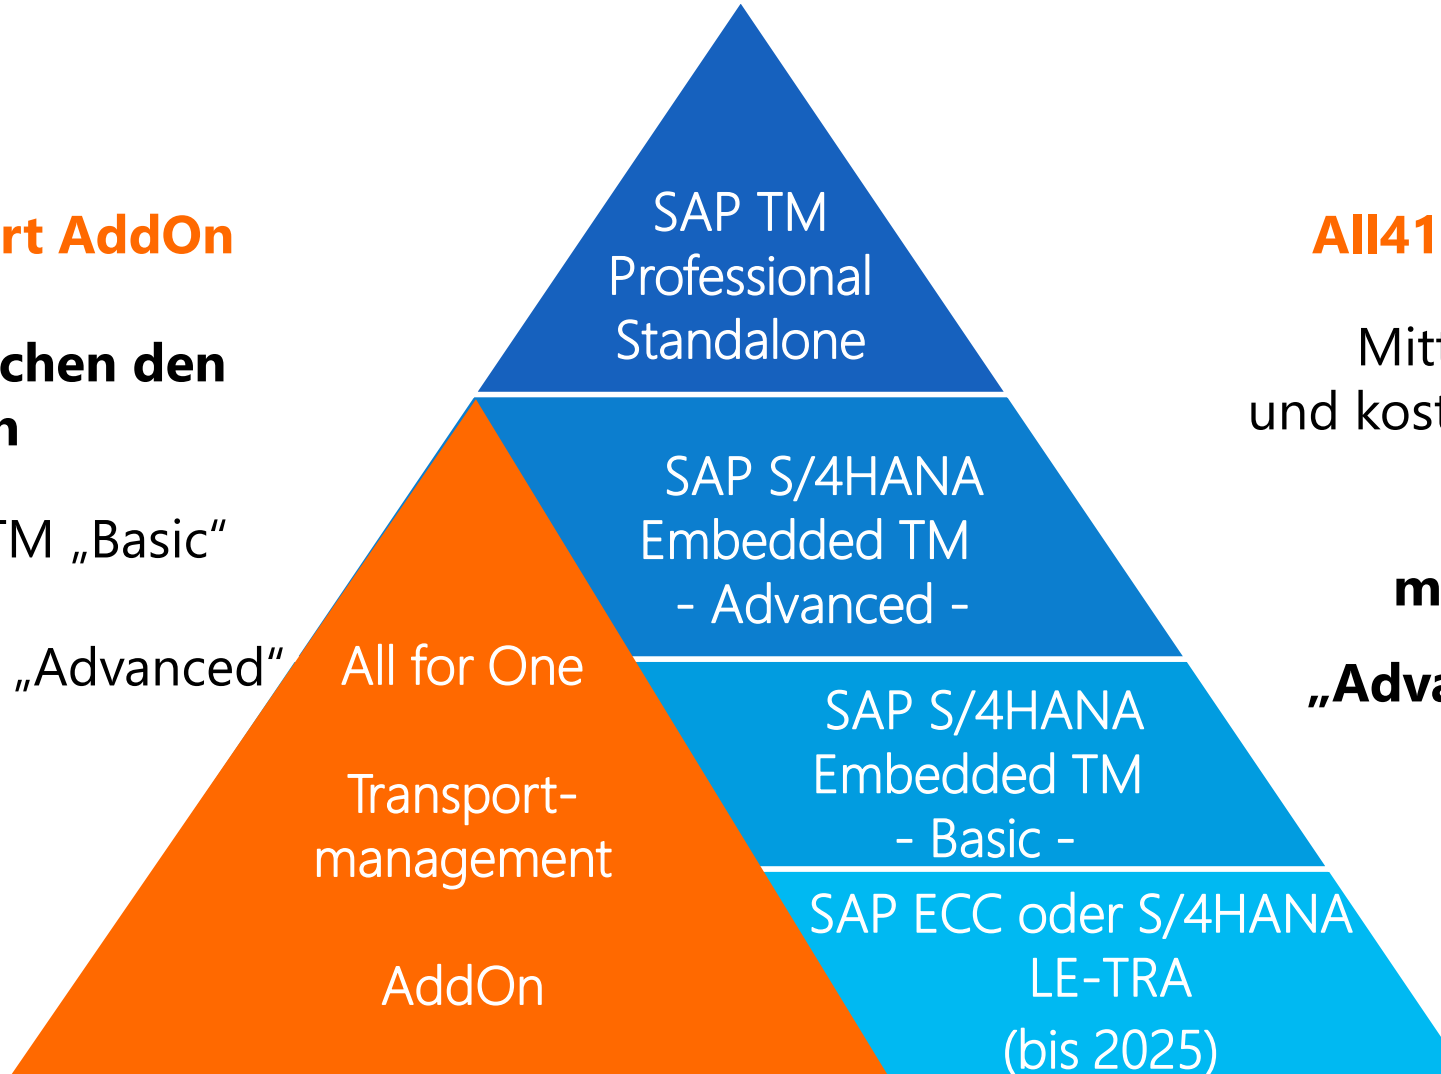 rt AddOn
chen den
n
TM „Basic“
„Advanced“
SAP TM
Professional
Standalone
SAP S/4HANA
Embedded TM
- Advanced -
SAP S/4HANA
Embedded TM
- Basic -
SAP ECC oder S/4HANA
LE-TRA
(bis 2025)
All for One
Transport-
management
AddOn
All41
Mitt
und kost
m
„Adva